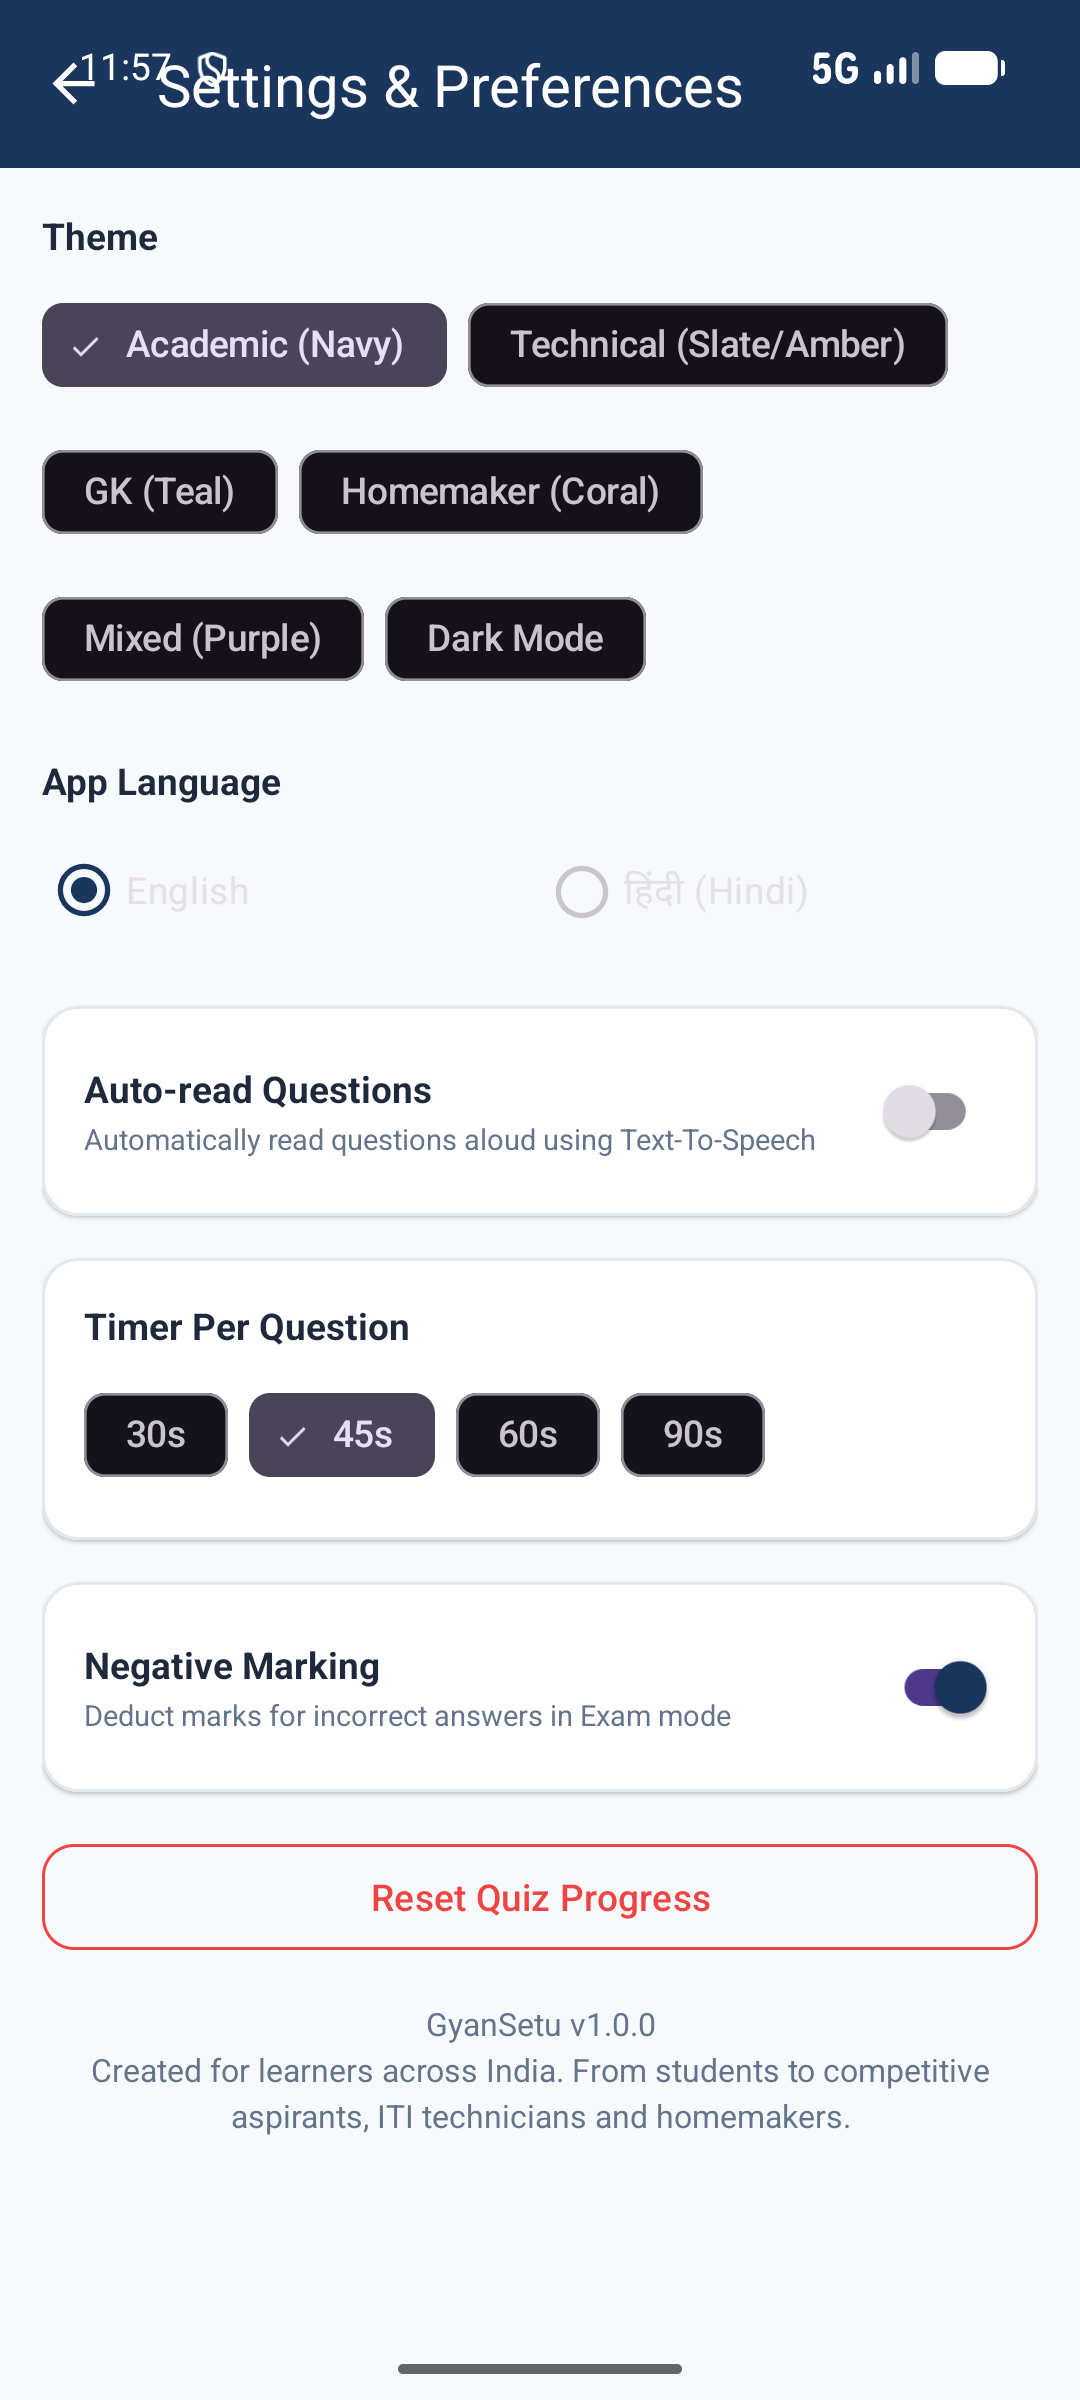 11:57
5G
Settings & Preferences
Theme
Academic (Navy)
Technical (Slate/Amber)
GK (Teal)
Homemaker (Coral)
Mixed (Purple)
Dark Mode
App Language
English
हिंदी (Hindi)
Auto-read Questions
Automatically read questions aloud using Text-To-Speech
Timer Per Question
30s
45s
60s
90s
Negative Marking
Deduct marks for incorrect answers in Exam mode
Reset Quiz Progress
GyanSetu v1.0.0
Created for learners across India. From students to competitive
aspirants, ITI technicians and homemakers.